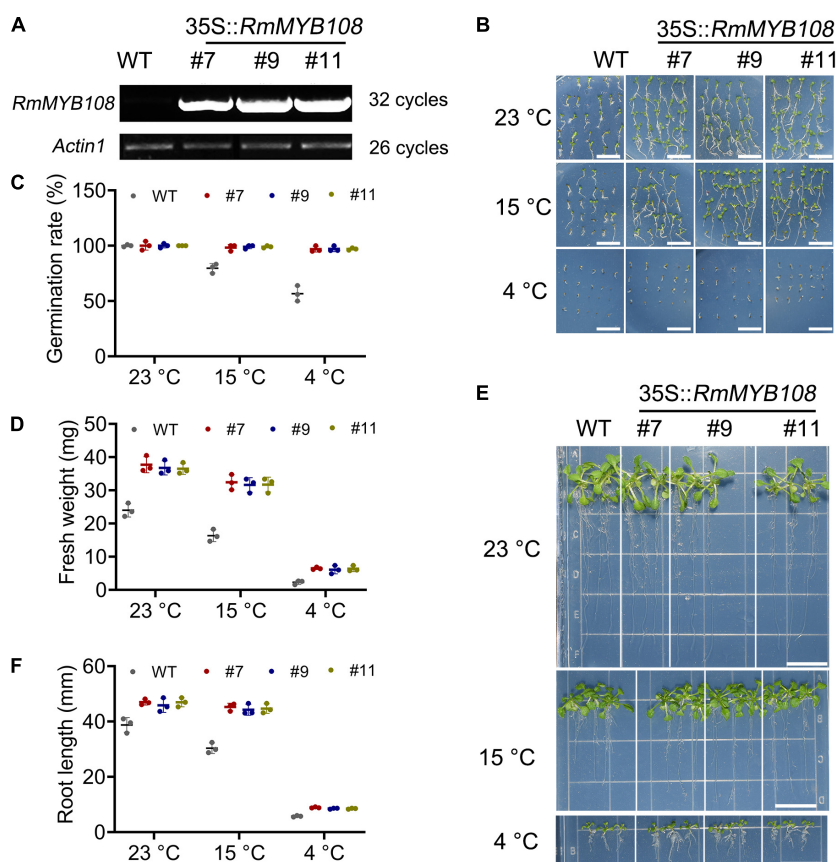 A
35S::RmMYB108
WT #7 #9 #11
RmMYB108 32 cycles
Actin1 26 cycles
B
35S::RmMYB108
WT #7 #9 #11
23 °C
15 °C
4 °C
C
Germination rate (%)
WT #7 #9 #11
150
100
50
0
23 °C 15 °C 4 °C
D
Fresh weight (mg)
WT #7 #9 #11
50
40
30
20
10
0
23 °C 15 °C 4 °C
E
35S::RmMYB108
WT #7 #9 #11
23 °C
15 °C
4 °C
F
Root length (mm)
WT #7 #9 #11
60
40
20
0
23 °C 15 °C 4 °C